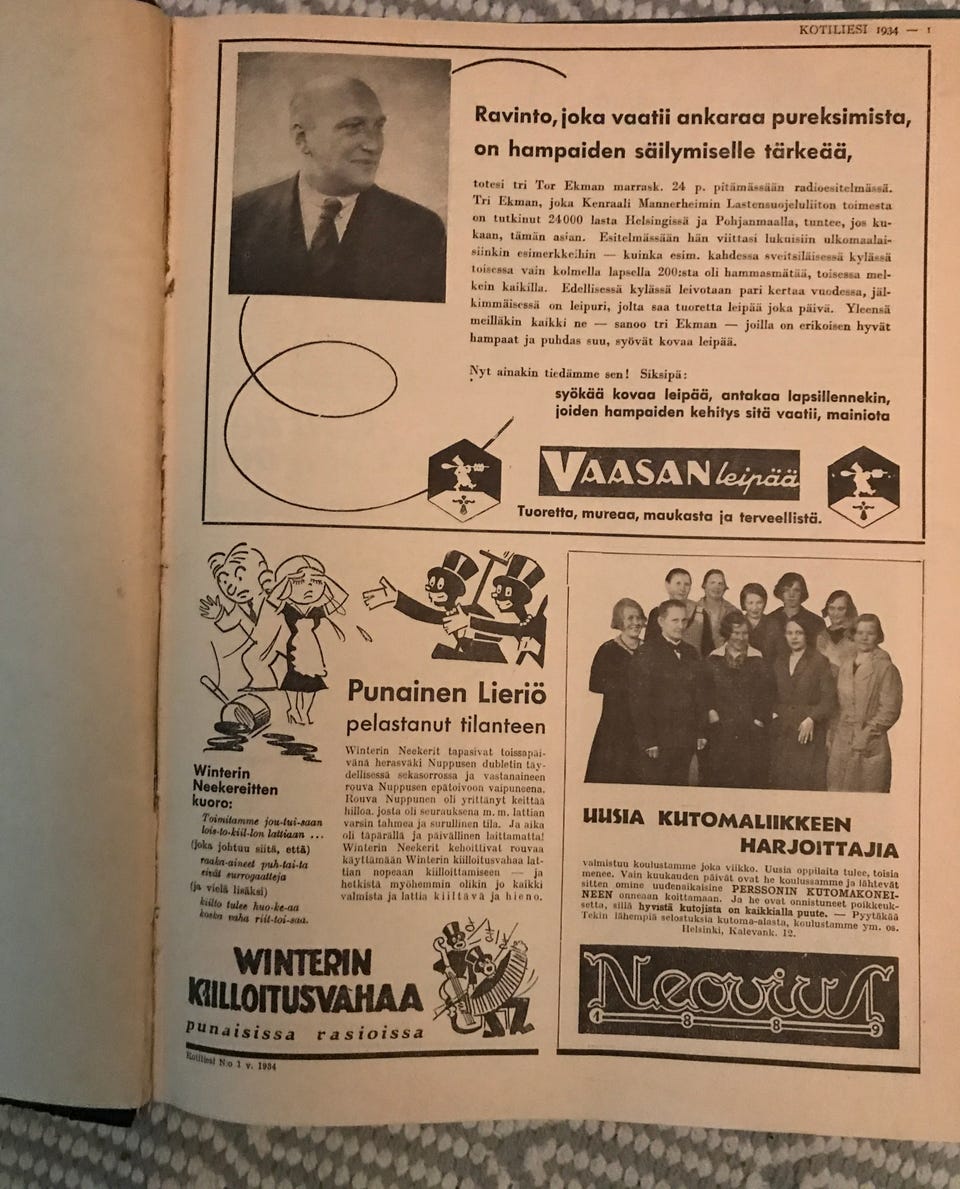 KOTILIESI 1934 — 1
Ravinto, joka vaatii ankaraa pureksimista,
on hampaiden säilymiselle tärkeää,
totesi tri Tor Ekman marrask. 24 p. pitämässään radioesitelmässä.
Tri Ekman, joka Kenraali Mannerheimin Lastensuojeluliiton toimesta
on tutkinut 24000 lasta Helsingissä ja Pohjanmaalla, tuntee, jos ku-
kaan, tämän asian. Esitelmässään hän viittasi lukuisiin ulkomaalai-
siinkin esimerkkeihin — kuinka esim. kahdessa sveitsiläisessä kylässä
toisessa vain kolmella lapsella 200:sta oli hammasmätää, toisessa mel-
kein kaikilla. Edellisessä kylässä leivotaan pari kertaa vuodessa, jäl-
kimmäisessä on leipuri, jolta saa tuoretta leipää joka päivä. Yleensä
meilläkin kaikki ne — sanoo tri Ekman — joilla on erikoisen hyvät
hampaat ja puhdas suu, syövät kovaa leipää.
Nyt ainakin tiedämme sen! Siksipä:
syökää kovaa leipää, antakaa lapsillennekin,
joiden hampaiden kehitys sitä vaatii, mainiota
VAASAN leipää
Tuoretta, mureaa, maukasta ja terveellistä.
Punainen Lieriö
pelastanut tilanteen
Winterin Neekerit tapasivat toissapäi-
vänä herasväki Nuppusen dubletin täy-
dellisessä sekasorrossa ja vastanaineen
rouva Nuppusen epätoivoon vaipuneena.
Rouva Nuppunen oli yrittänyt keittää
hilloa, josta oli seurauksena m. m. lattian
varsin tahmea ja surullinen tila. Ja aika
oli täpärällä ja päivällinen laittamatta!
Winterin Neekerit kehoittivat rouvaa
käyttämään Winterin kiilloitusvahaa lat-
tian nopeaan kiilloittamiseen — ja
hetkistä myöhemmin olikin jo kaikki
valmista ja lattia kiiltävä ja hieno.
Winterin
Neekereitten
kuoro:
Toimitamme jou-tui-saan
lois-to-kiil-lon lattiaan ...
(joka johtuu siitä, että)
raaka-aineet puh-tai-ta
eivät surrogaatteja
(ja vielä lisäksi)
kiilto tulee huo-ke-aa
koska vaha riit-toi-saa.
WINTERIN
KIILLOITUSVAHAA
punaisissa rasioissa
Kotiliesi N:o 1 v. 1934
UUSIA KUTOMALIIKKEEN
HARJOITTAJIA
valmistuu koulustamme joka viikko. Uusia oppilaita tulee, toisia
menee. Vain kuukauden päivät ovat he koulussamme ja lähtevät
sitten omine uudenaikaisine PERSSONIN KUTOMAKONEI-
NEEN onneaan koittamaan. Ja he ovat onnistuneet poikkeuk-
setta, sillä hyvistä kutojista on kaikkialla puute. — Pyytäkää
Tekin lähempiä selostuksia kutoma-alasta, koulustamme ym. os.
Helsinki, Kalevank. 12.
Neovius
1 8 8 9